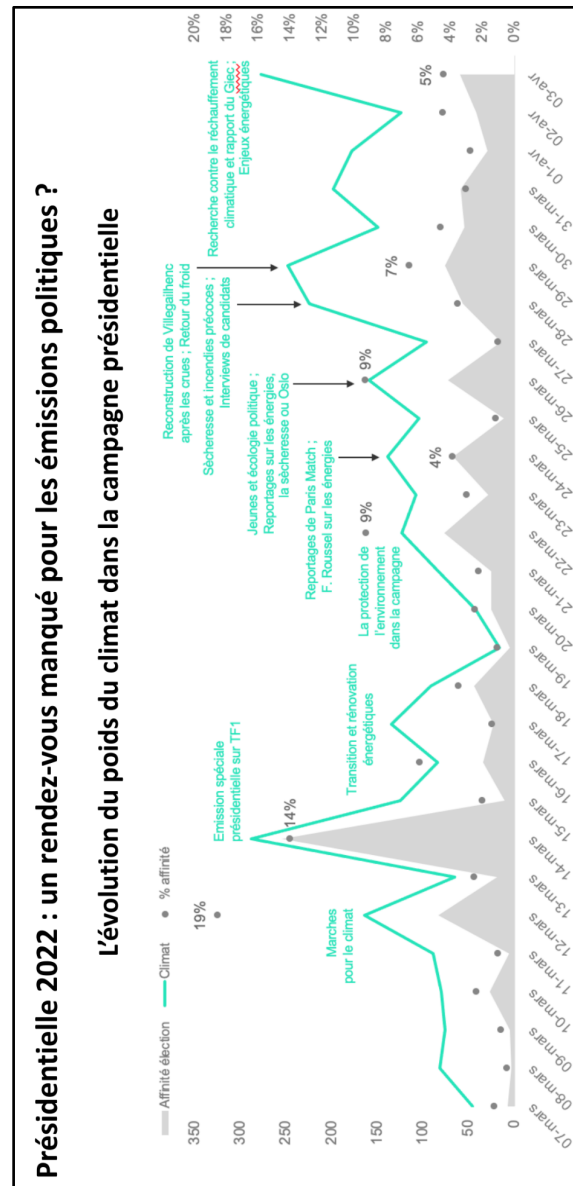 Présidentielle 2022 : un rendez-vous manqué pour les émissions politiques ?
L'évolution du poids du climat dans la campagne présidentielle
Affinité élection
Climat
% affinité
350
300
250
200
150
100
50
0
20%
18%
16%
14%
12%
10%
8%
6%
4%
2%
0%
19%
Marches
pour le climat
Emission spéciale
présidentielle sur TF1
14%
Transition et rénovation
énergétiques
La protection de
l'environnement
dans la campagne
9%
Reportages de Paris Match ;
F. Roussel sur les énergies
4%
Jeunes et écologie politique ;
Reportages sur les énergies,
la sècheresse ou Oslo
9%
Sècheresse et incendies précoces ;
Interviews de candidats
Reconstruction de Villegailhenc
après les crues ; Retour du froid
7%
Recherche contre le réchauffement
climatique et rapport du Giec ;
Enjeux énergétiques
5%
07-mars
08-mars
09-mars
10-mars
11-mars
12-mars
13-mars
14-mars
15-mars
16-mars
17-mars
18-mars
19-mars
20-mars
21-mars
22-mars
23-mars
24-mars
25-mars
26-mars
27-mars
28-mars
29-mars
30-mars
31-mars
01-avr
02-avr
03-avr